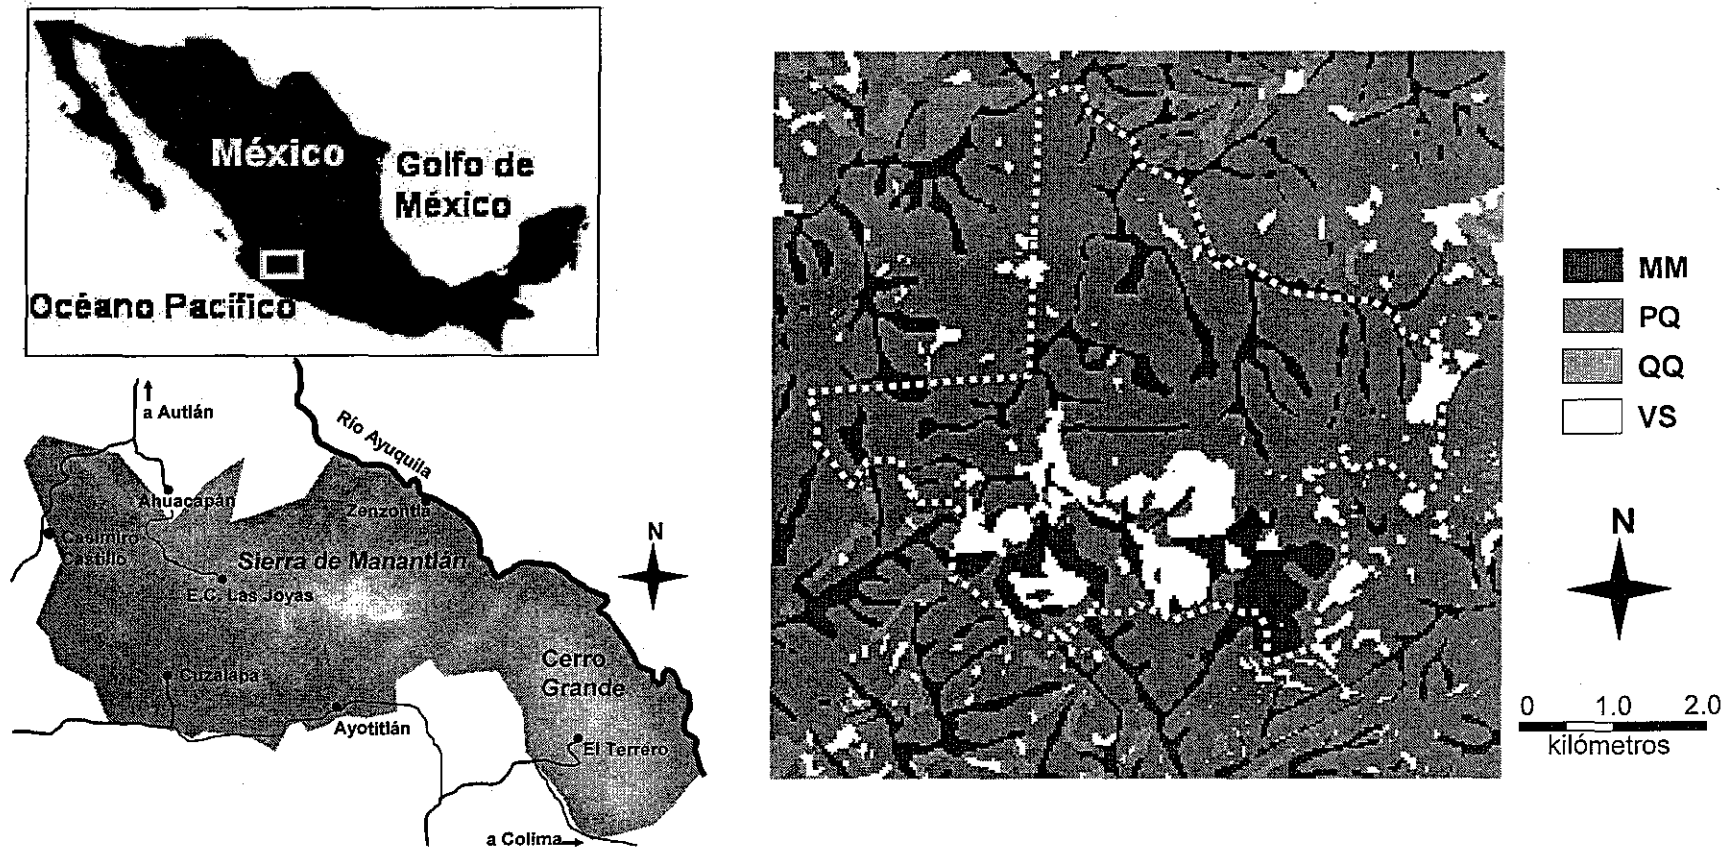 México
Golfo de
México
Océano Pacífico
a Autlán
Río Ayuquila
Ahuacapán
Zenzontla
Casimiro
Castillo
Sierra de Manantlán
E.C. Las Joyas
N
Cuzalapa
Cerro
Grande
Ayotitlán
El Terrero
a Colima
MM
PQ
QQ
VS
N
0 1.0 2.0
kilómetros